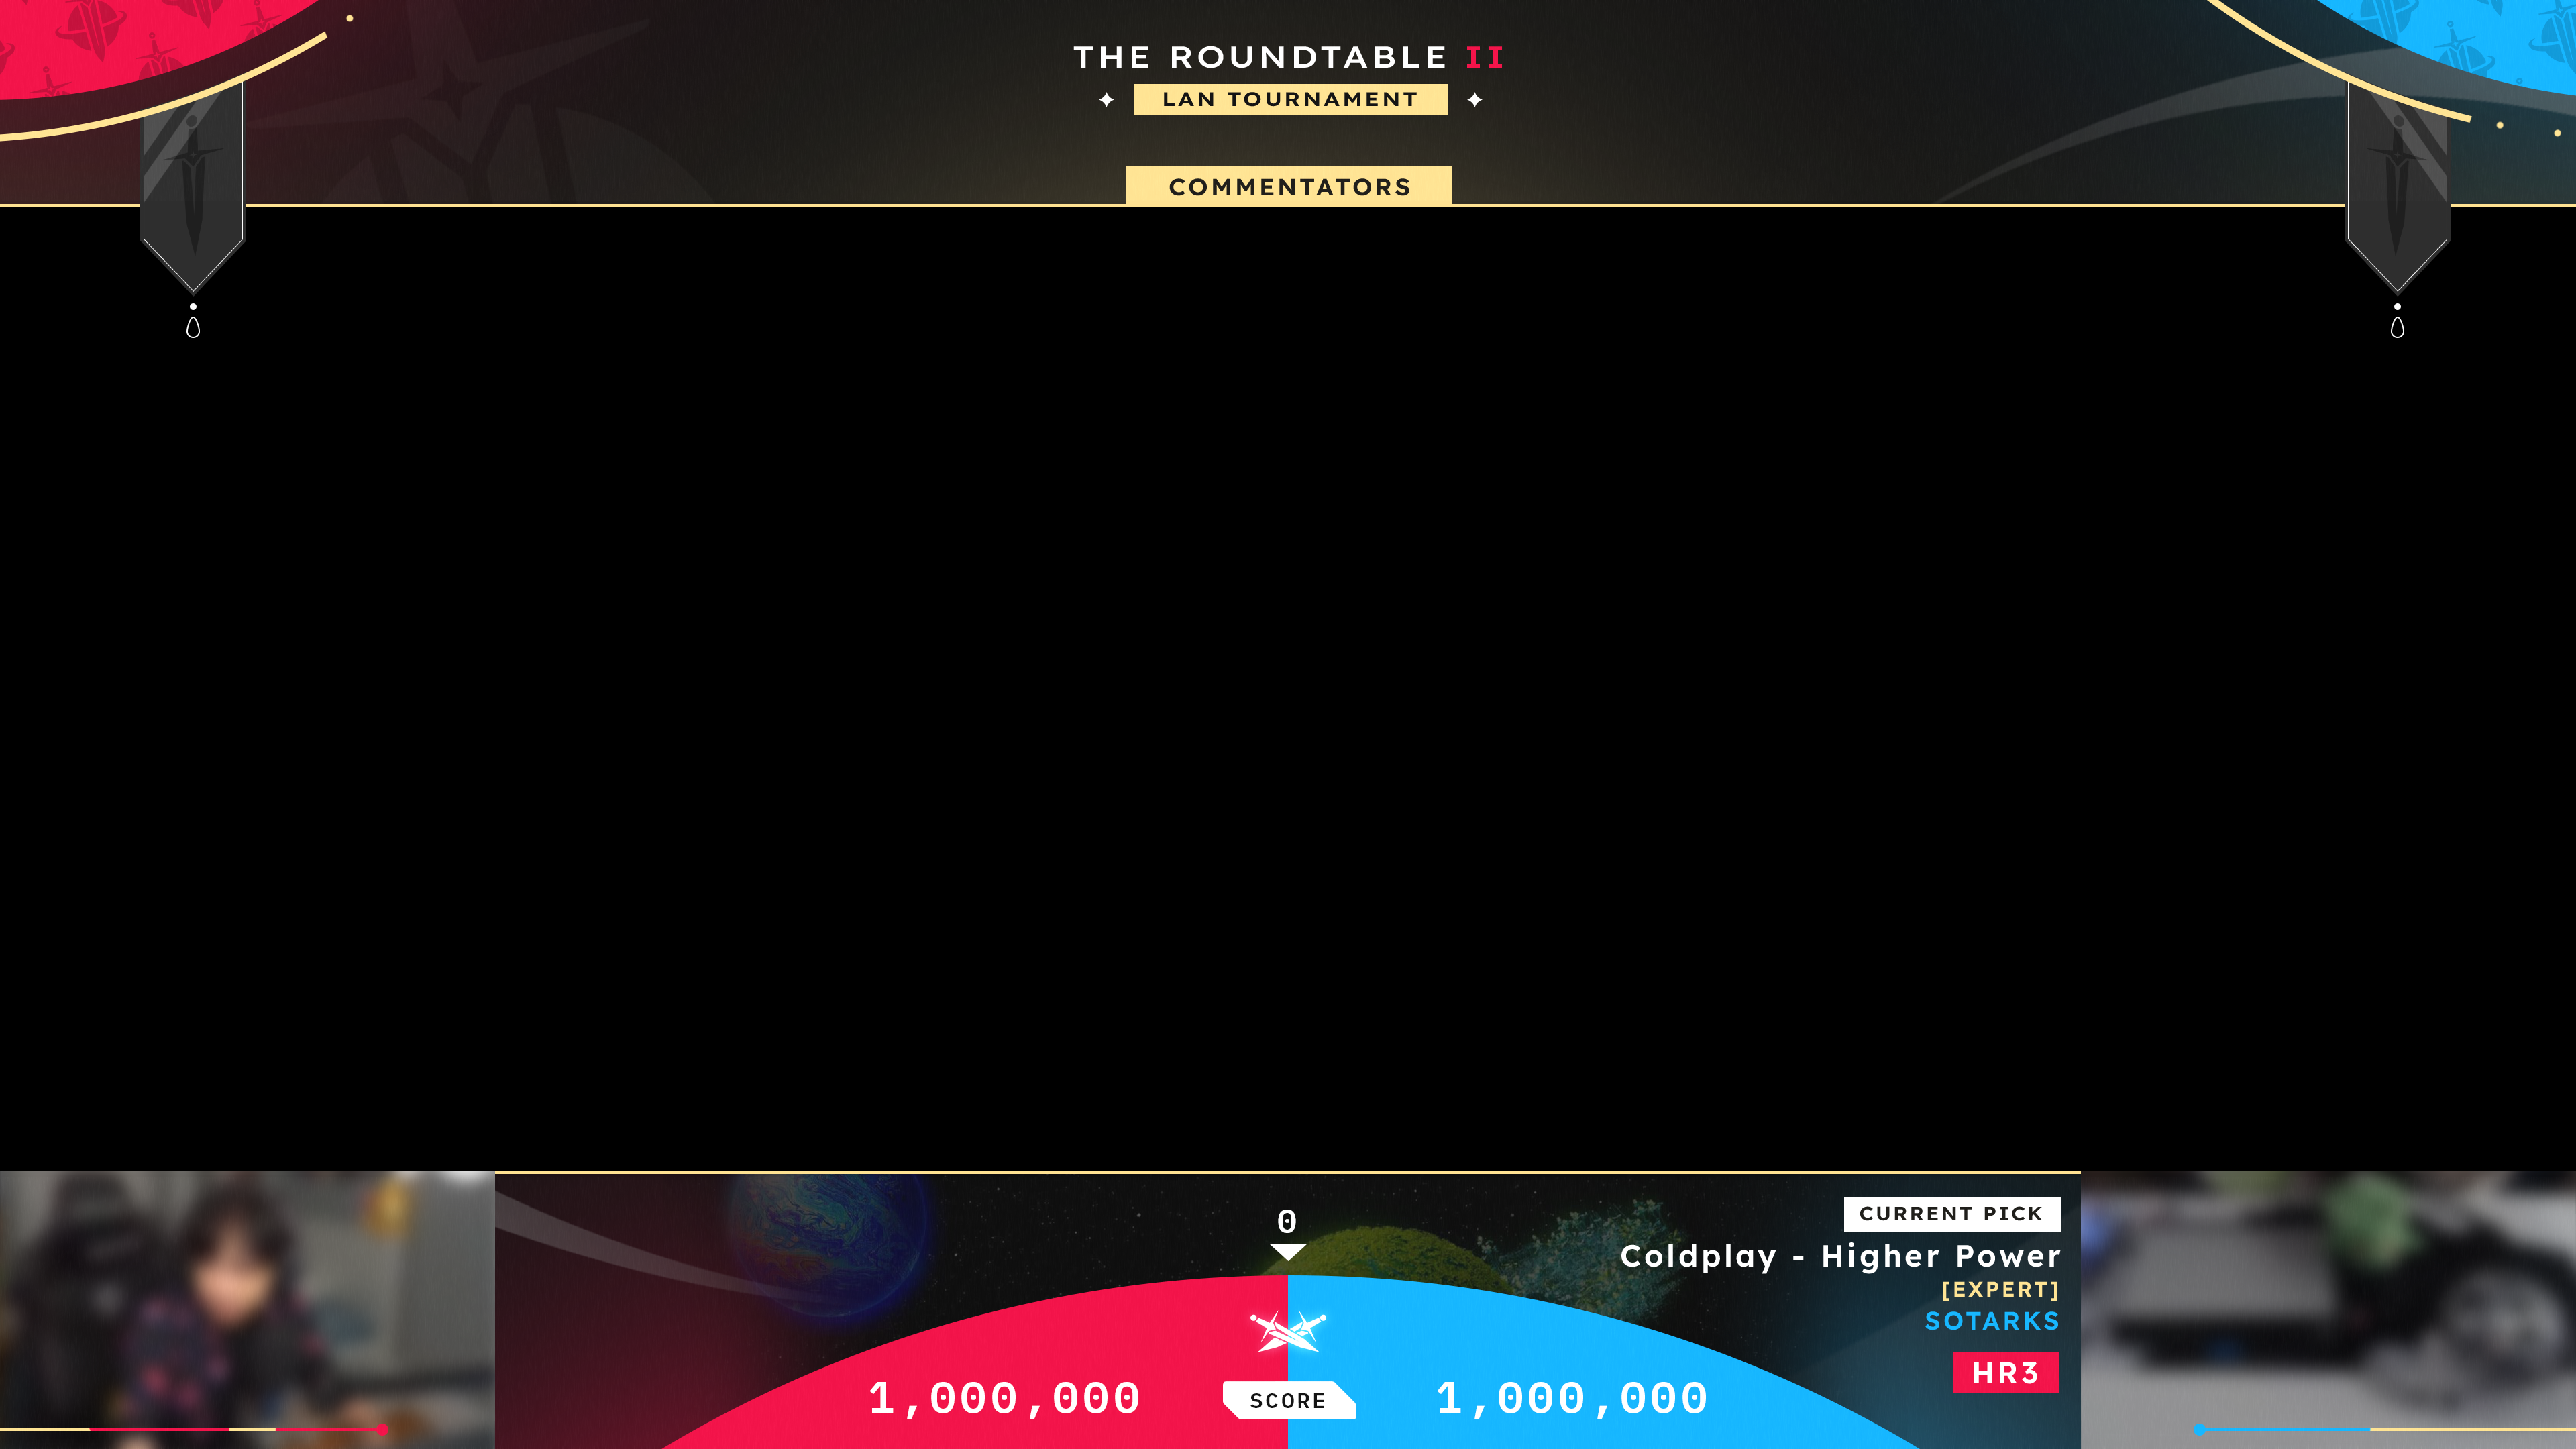 THE ROUNDTABLE II
LAN TOURNAMENT
COMMENTATORS
0
CURRENT PICK
Coldplay - Higher Power
[EXPERT]
SOTARKS
HR3
1,000,000
SCORE
1,000,000